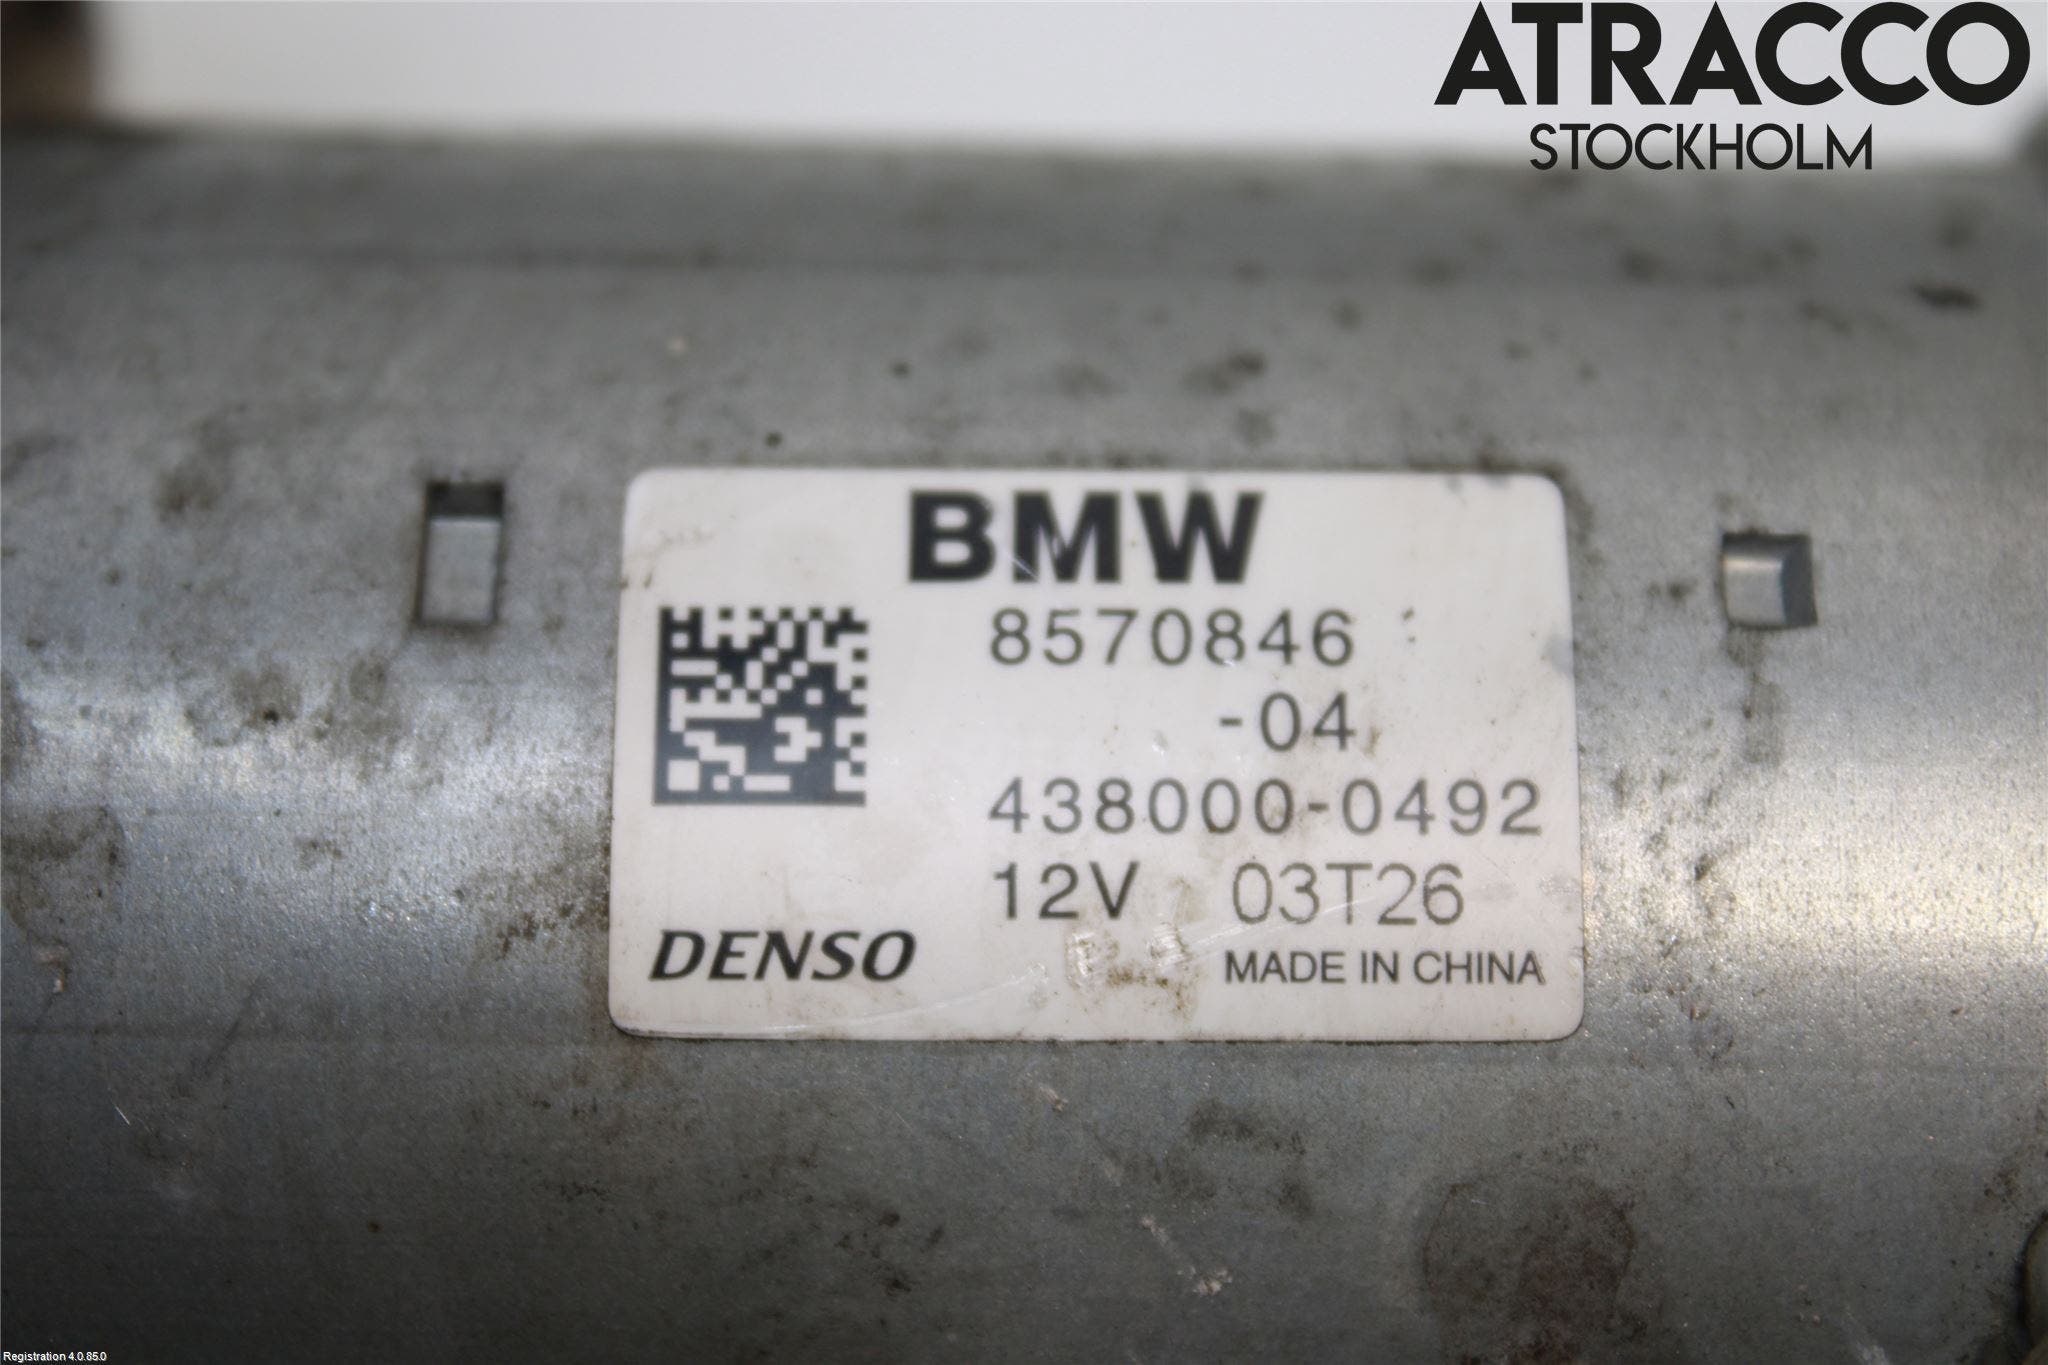 ATRACCO
STOCKHOLM
BMW
8570846
-04
438000-0492
12V 03T26
DENSO
MADE IN CHINA
Registration 4.0.85.0